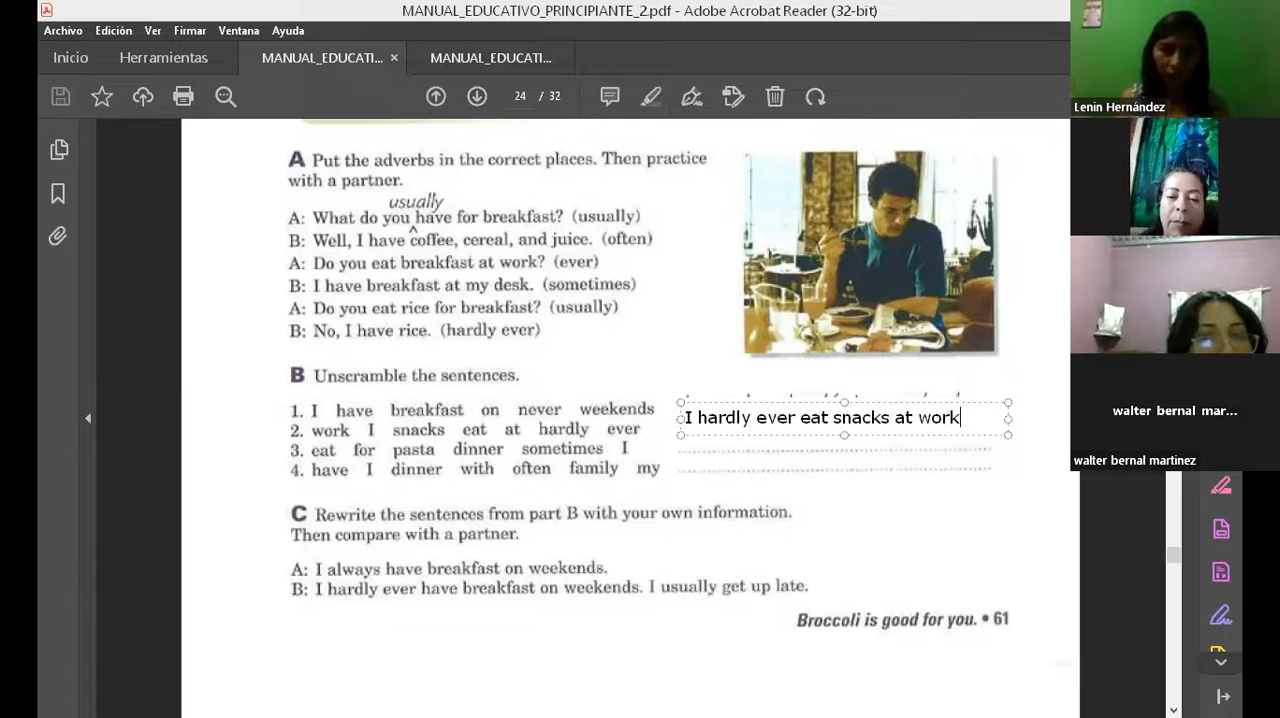 MANUAL_EDUCATIVO_PRINCIPIANTE_2.pdf - Adobe Acrobat Reader (32-bit)
Archivo Edición Ver Firmar Ventana Ayuda
Inicio Herramientas MANUAL_EDUCATI... × MANUAL_EDUCATI...
24 / 32
A Put the adverbs in the correct places. Then practice
with a partner.
usually
A: What do you have for breakfast? (usually)
B: Well, I have coffee, cereal, and juice. (often)
A: Do you eat breakfast at work? (ever)
B: I have breakfast at my desk. (sometimes)
A: Do you eat rice for breakfast? (usually)
B: No, I have rice. (hardly ever)
B Unscramble the sentences.
1. I have breakfast on never weekends
2. work I snacks eat at hardly ever
I hardly ever eat snacks at work
3. eat for pasta dinner sometimes I
4. have I dinner with often family my
C Rewrite the sentences from part B with your own information.
Then compare with a partner.
A: I always have breakfast on weekends.
B: I hardly ever have breakfast on weekends. I usually get up late.
Broccoli is good for you. • 61
Lenin Hernández
walter bernal mar...
walter bernal martinez